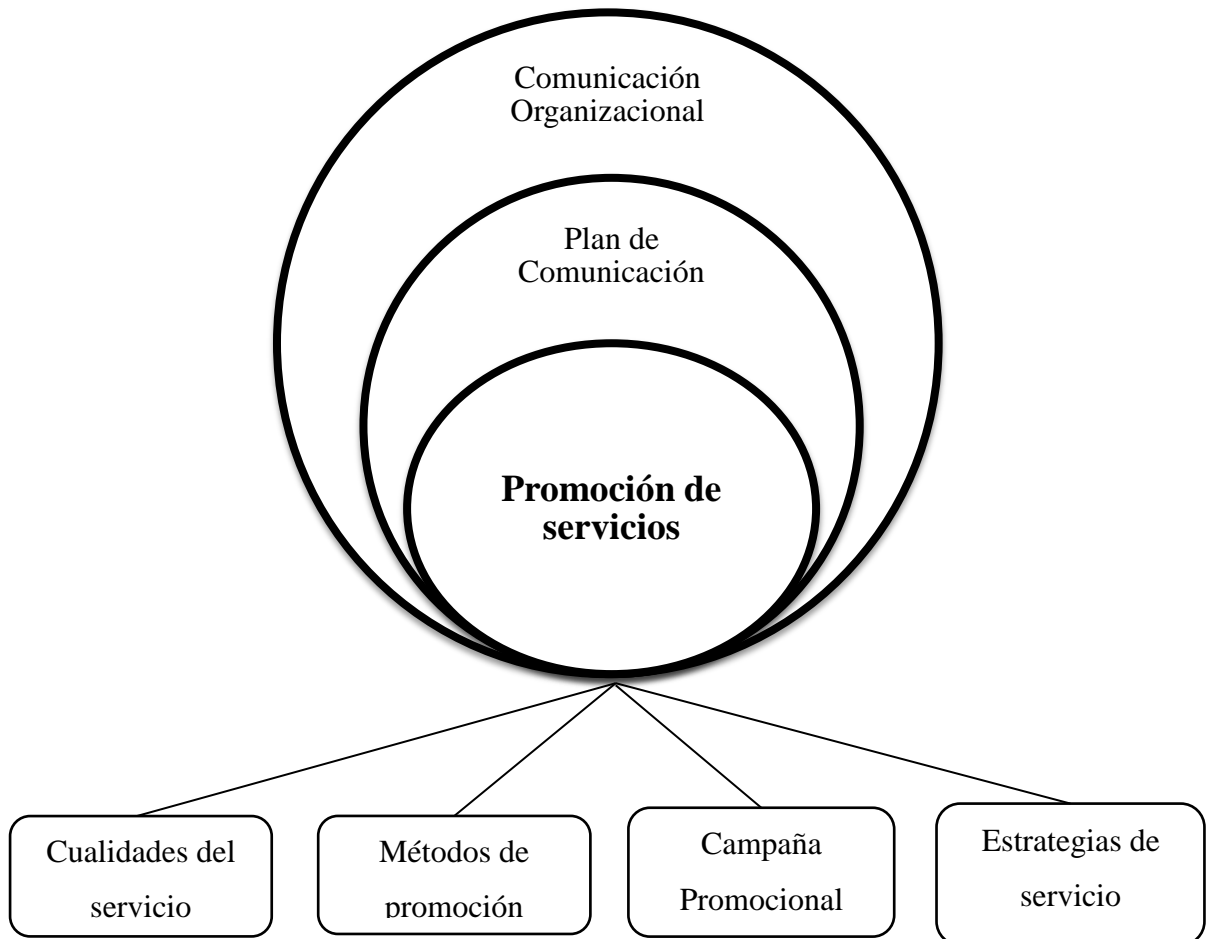 Comunicación
Organizacional
Plan de
Comunicación
Promoción de
servicios
Cualidades del
servicio
Métodos de
promoción
Campaña
Promocional
Estrategias de
servicio